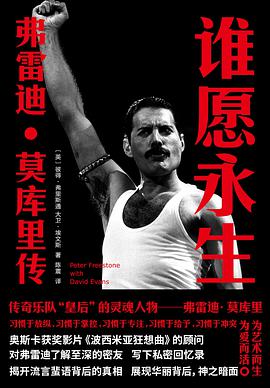 谁愿永生
弗雷迪·莫库里传
[英] 彼得·弗里斯通 大卫·埃文斯 著 陈震 译
Peter Freestone
with
David Evans
为艺术而生
为爱而活
传奇乐队“皇后”的灵魂人物——弗雷迪·莫库里
习惯于放纵，习惯于掌控，习惯于专注，习惯于给予，习惯于冲突
奥斯卡获奖影片《波西米亚狂想曲》的顾问
对弗雷迪了解至深的密友 写下私密回忆录
揭开流言蜚语背后的真相 展现华丽背后，神之暗面